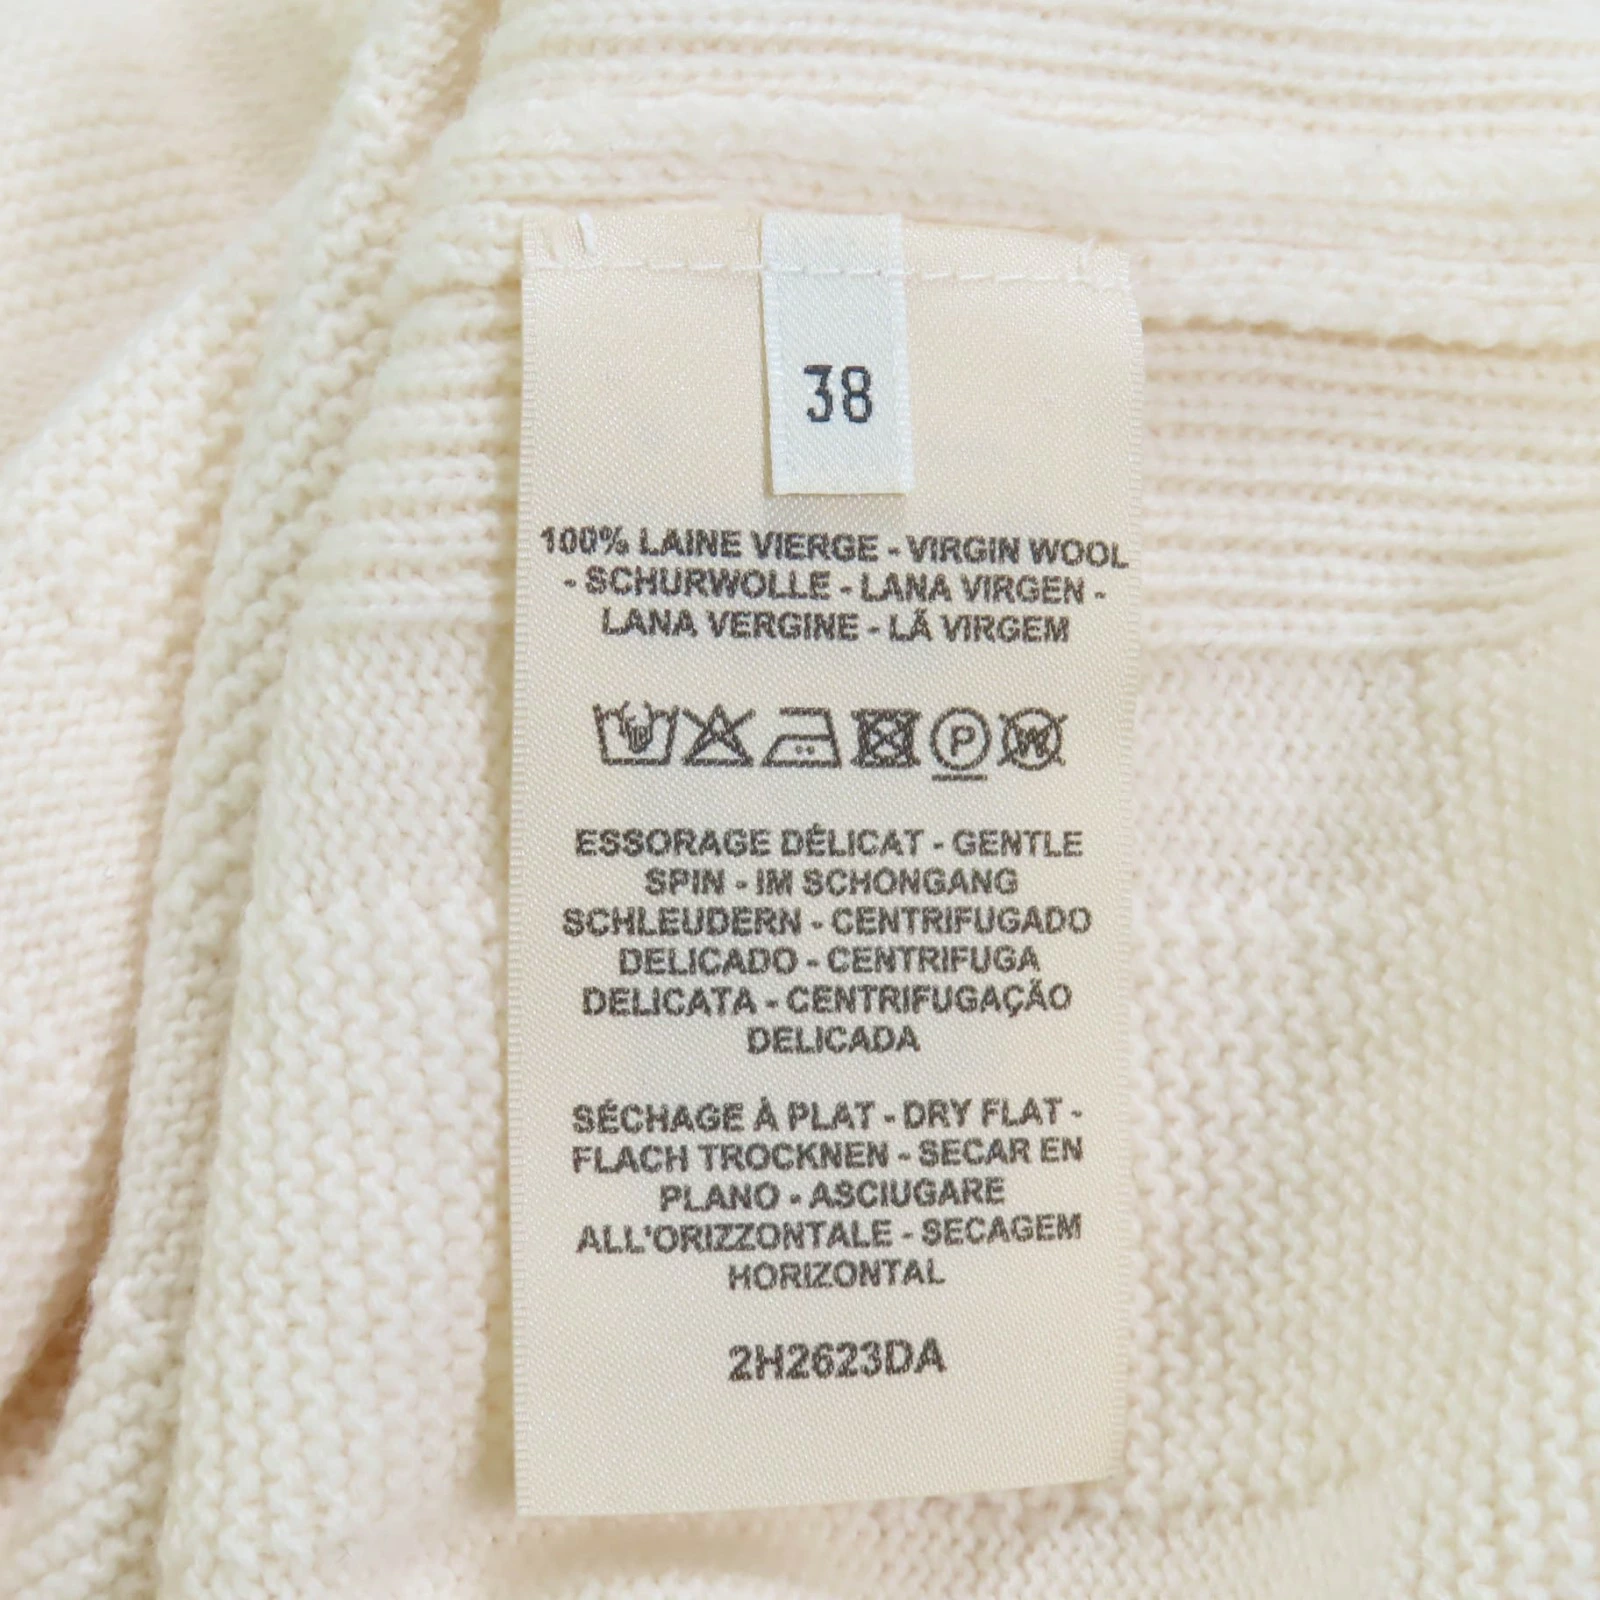 38
100% LAINE VIERGE - VIRGIN WOOL
- SCHURWOLLE - LANA VIRGEN -
LANA VERGINE - LÃ VIRGEM
P W
ESSORAGE DÉLICAT - GENTLE
SPIN - IM SCHONGANG
SCHLEUDERN - CENTRIFUGADO
DELICADO - CENTRIFUGA
DELICATA - CENTRIFUGAÇÃO
DELICADA
SÉCHAGE À PLAT - DRY FLAT -
FLACH TROCKNEN - SECAR EN
PLANO - ASCIUGARE
ALL'ORIZZONTALE - SECAGEM
HORIZONTAL
2H2623DA